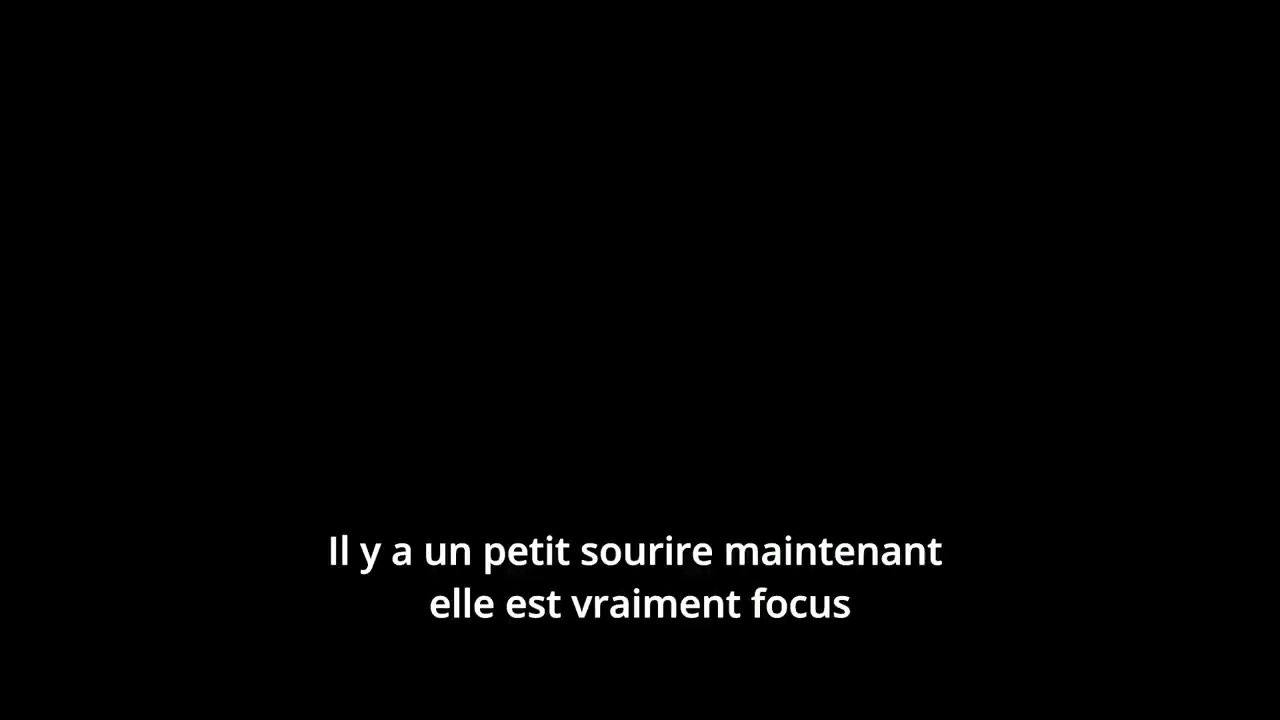 Il y a un petit sourire maintenant
elle est vraiment focus